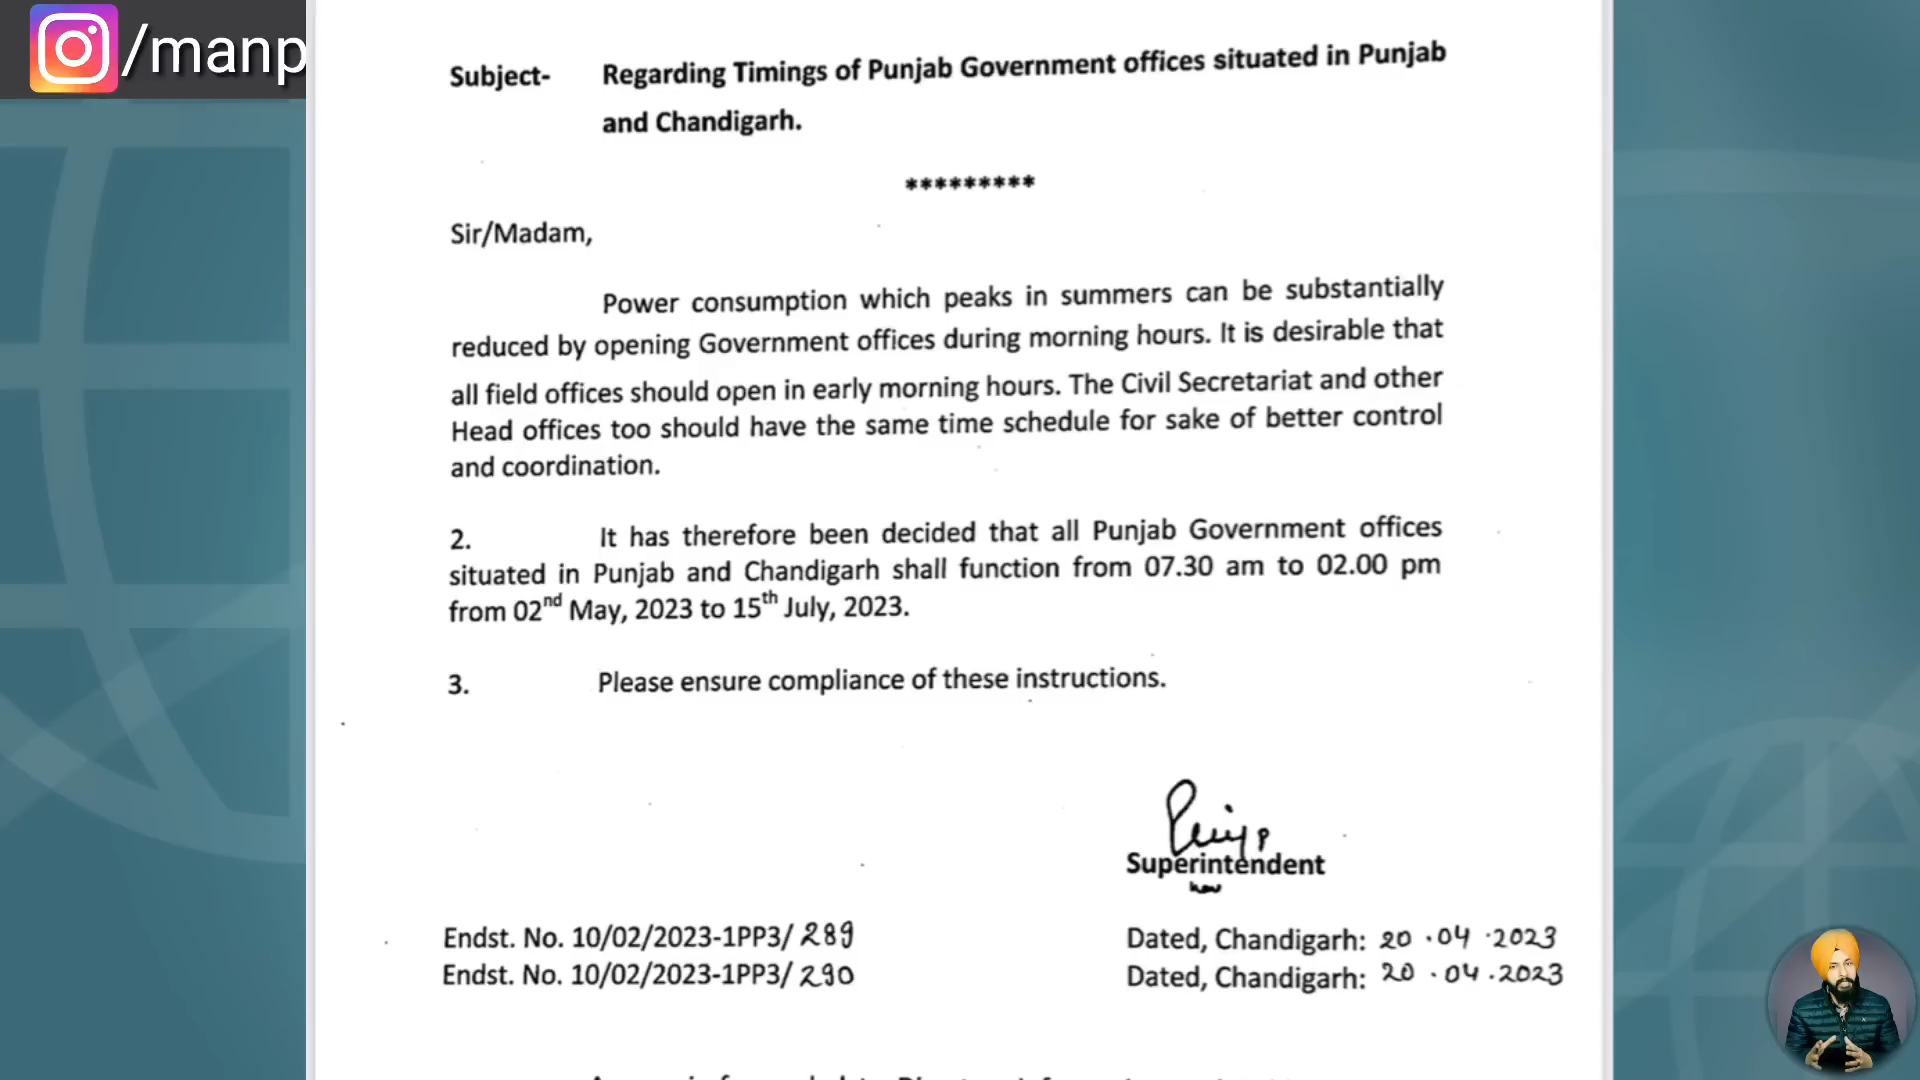 /manp
Subject- Regarding Timings of Punjab Government offices situated in Punjab
and Chandigarh.
*********
Sir/Madam,
Power consumption which peaks in summers can be substantially
reduced by opening Government offices during morning hours. It is desirable that
all field offices should open in early morning hours. The Civil Secretariat and other
Head offices too should have the same time schedule for sake of better control
and coordination.
2. It has therefore been decided that all Punjab Government offices
situated in Punjab and Chandigarh shall function from 07.30 am to 02.00 pm
from 02nd May, 2023 to 15th July, 2023.
3. Please ensure compliance of these instructions.
Superintendent
Endst. No. 10/02/2023-1PP3/ 289 Dated, Chandigarh: 20.04.2023
Endst. No. 10/02/2023-1PP3/ 290 Dated, Chandigarh: 20.04.2023